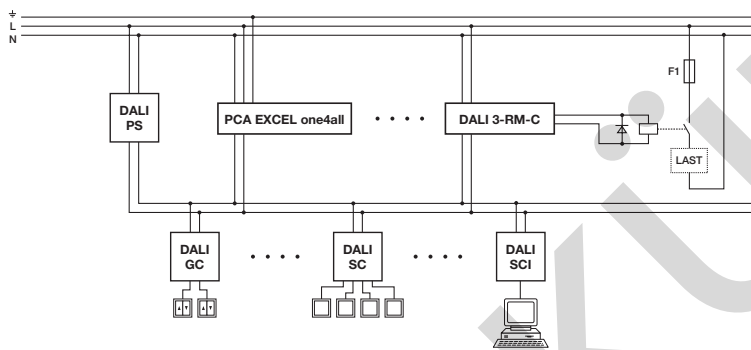 L
N
F1
DALI
PS
PCA EXCEL one4all
DALI 3-RM-C
LAST
DALI
GC
DALI
SC
DALI
SCI